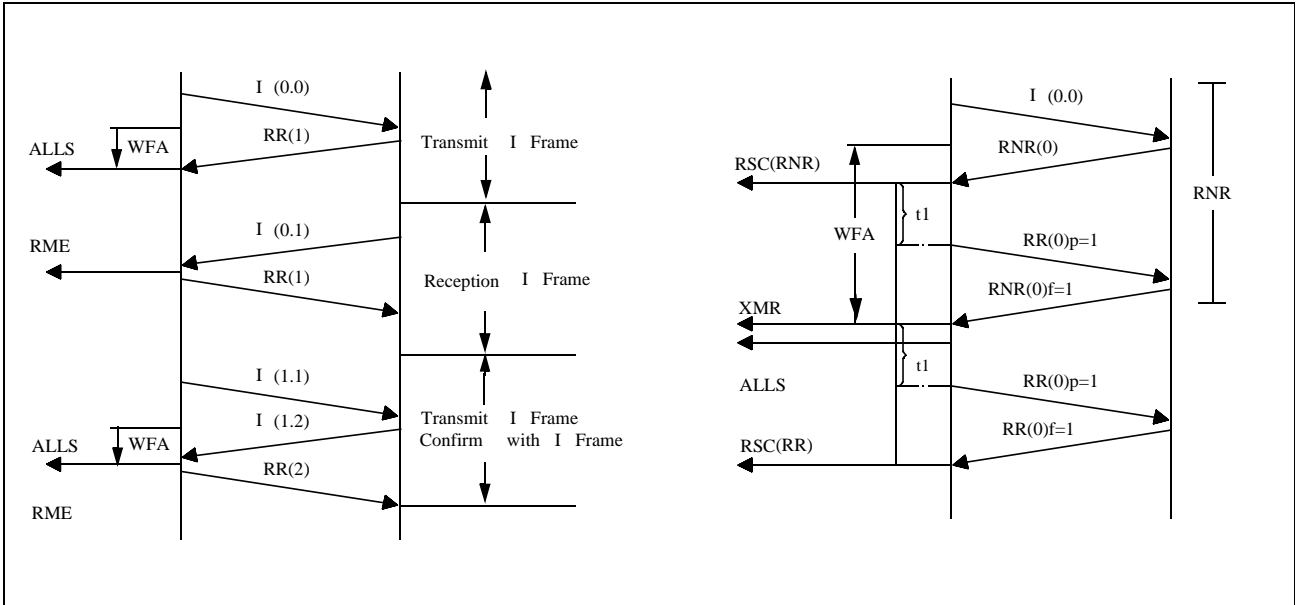 I (0.0)
RR(1)
WFA
ALLS
Transmit I Frame
I (0.1)
RME
RR(1)
Reception I Frame
I (1.1)
I (1.2)
WFA
ALLS
Transmit I Frame
Confirm with I Frame
RR(2)
RME
I (0.0)
RNR(0)
RSC(RNR)
RNR
t1
WFA
RR(0)p=1
RNR(0)f=1
XMR
t1
ALLS
RR(0)p=1
RR(0)f=1
RSC(RR)